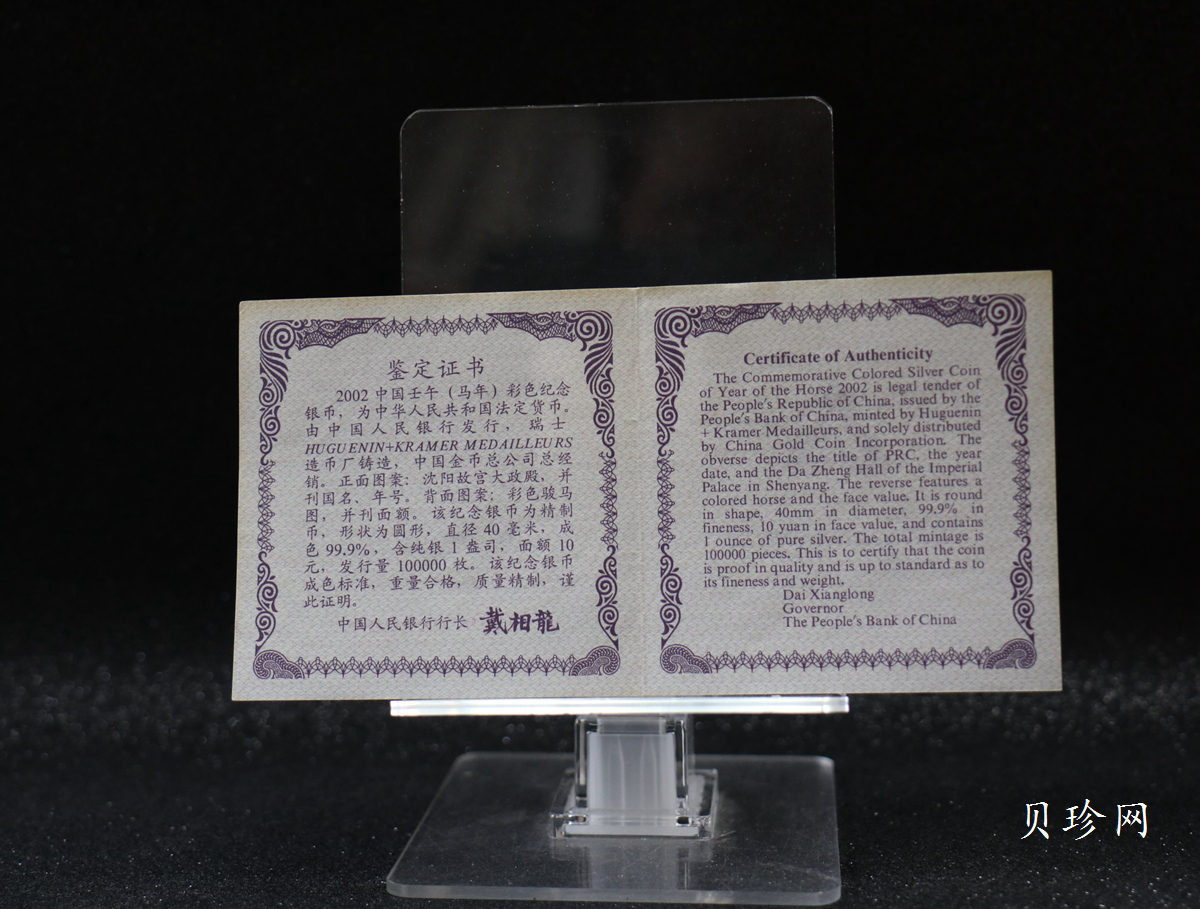 鉴定证书
2002 中国壬午（马年）彩色纪念
银币，为中华人民共和国法定货币。
由中国人民银行发行，瑞士
HUGUENIN+KRAMER MEDAILLEURS
造币厂铸造，中国金币总公司总经
销。正面图案：沈阳故宫大政殿，并
刊国名、年号。背面图案：彩色骏马
图，并刊面额。该纪念银币为精制
币，形状为圆形，直径 40 毫米，成
色 99.9%，含纯银 1 盎司，面额 10
元，发行量 100000 枚。该纪念银币
成色标准，重量合格，质量精制，谨
此证明。
中国人民银行行长 戴相龍
Certificate of Authenticity
The Commemorative Colored Silver Coin
of Year of the Horse 2002 is legal tender of
the People's Republic of China, issued by the
People's Bank of China, minted by Huguenin
+ Kramer Medailleurs, and solely distributed
by China Gold Coin Incorporation. The
obverse depicts the title of PRC, the year
date, and the Da Zheng Hall of the Imperial
Palace in Shenyang. The reverse features a
colored horse and the face value. It is round
in shape, 40mm in diameter, 99.9% in
fineness, 10 yuan in face value, and contains
1 ounce of pure silver. The total mintage is
100000 pieces. This is to certify that the coin
is proof in quality and is up to standard as to
its fineness and weight.
Dai Xianglong
Governor
The People's Bank of China
贝珍网